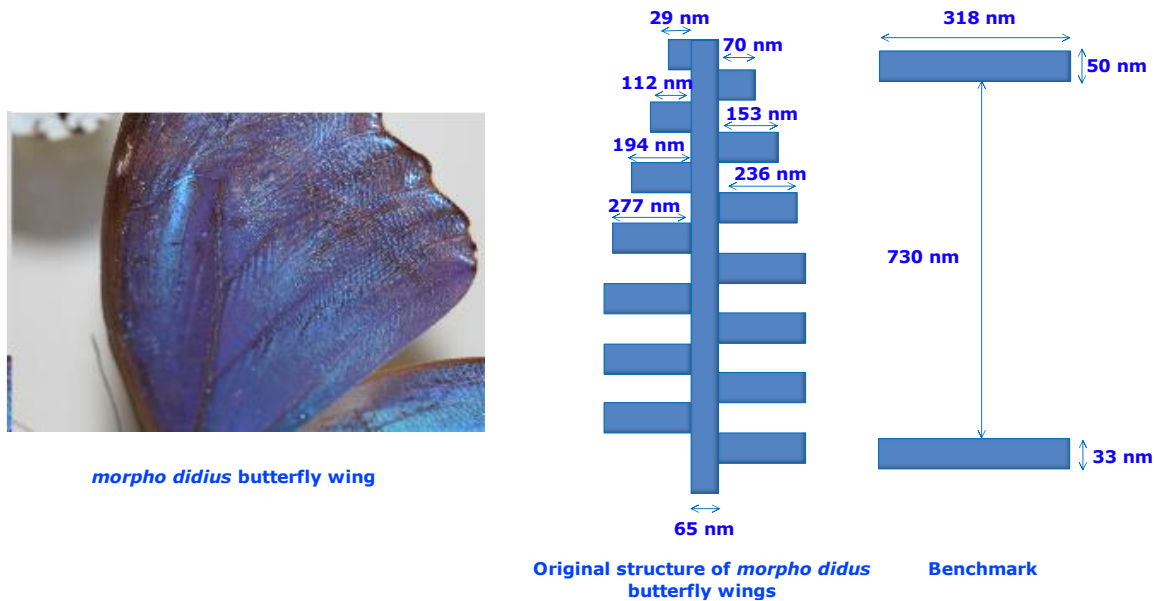 29 nm
70 nm
112 nm
153 nm
194 nm
236 nm
277 nm
65 nm
318 nm
50 nm
730 nm
33 nm
morpho didius butterfly wing
Original structure of morpho didus
butterfly wings
Benchmark